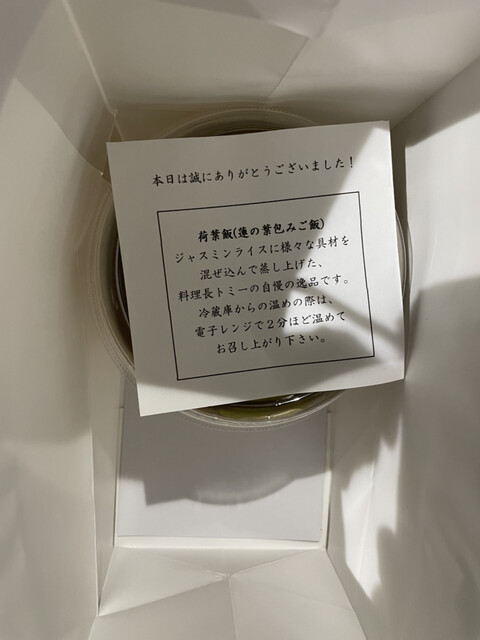 本日は誠にありがとうございました!
荷葉飯(蓮の葉包みご飯)
ジャスミンライスに様々な具材を
混ぜ込んで蒸し上げた、
料理長トミーの自慢の逸品です。
冷蔵庫からの温めの際は、
電子レンジで2分ほど温めて
お召し上がり下さい。